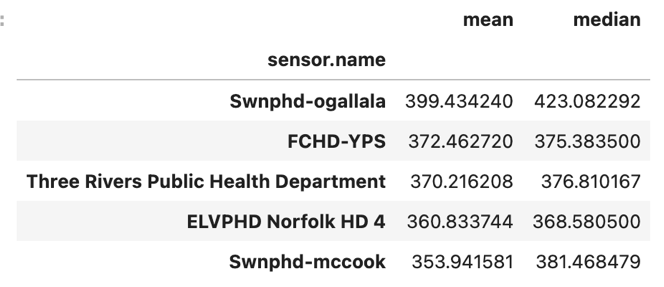 :
mean median
sensor.name
Swnphd-ogallala 399.434240 423.082292
FCHD-YPS 372.462720 375.383500
Three Rivers Public Health Department 370.216208 376.810167
ELVPHD Norfolk HD 4 360.833744 368.580500
Swnphd-mccook 353.941581 381.468479